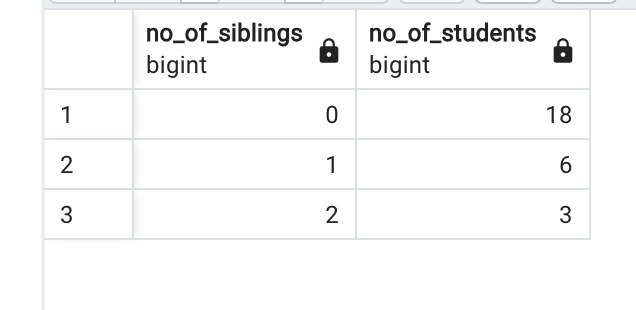 no_of_siblings no_of_students
bigint bigint
1 0 18
2 1 6
3 2 3